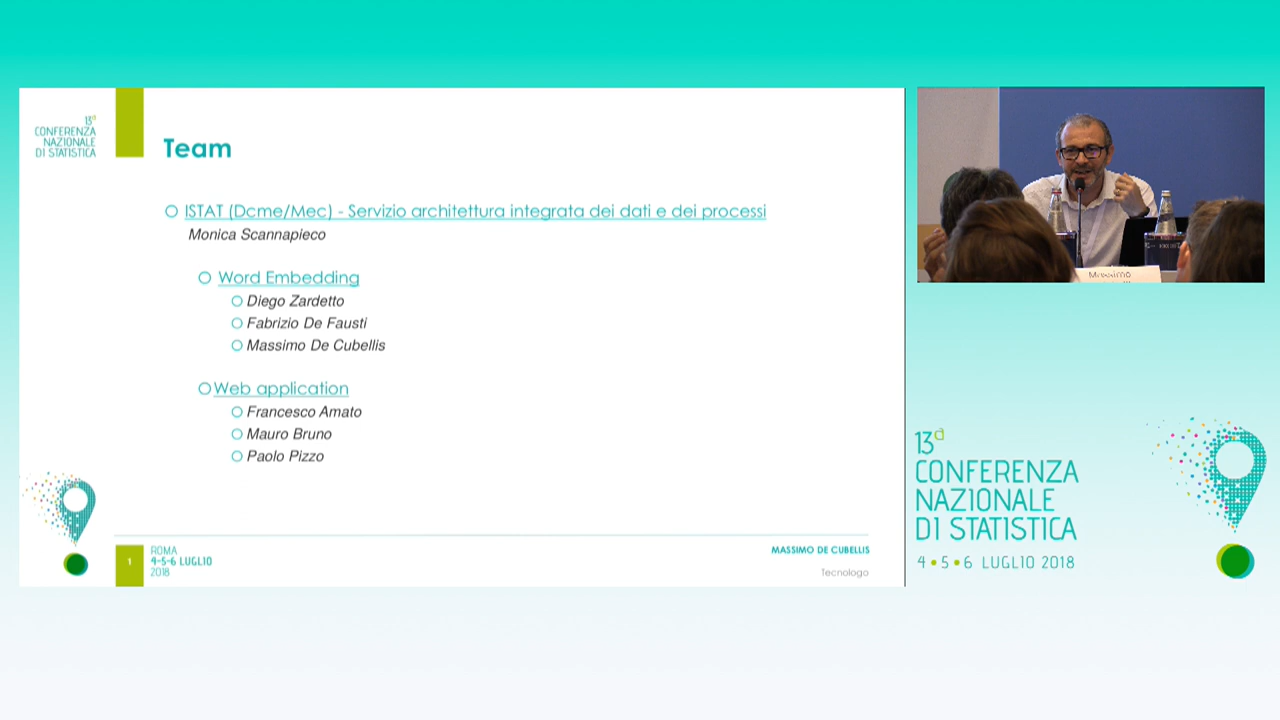 13ª
CONFERENZA
NAZIONALE
DI STATISTICA
Team
ISTAT (Dcme/Mec) - Servizio architettura integrata dei dati e dei processi
Monica Scannapieco
Word Embedding
Diego Zardetto
Fabrizio De Fausti
Massimo De Cubellis
Web application
Francesco Amato
Mauro Bruno
Paolo Pizzo
1
ROMA
4-5-6 LUGLIO
2018
MASSIMO DE CUBELLIS
Tecnologo
Massimo
13ª
CONFERENZA
NAZIONALE
DI STATISTICA
4•5•6 LUGLIO 2018